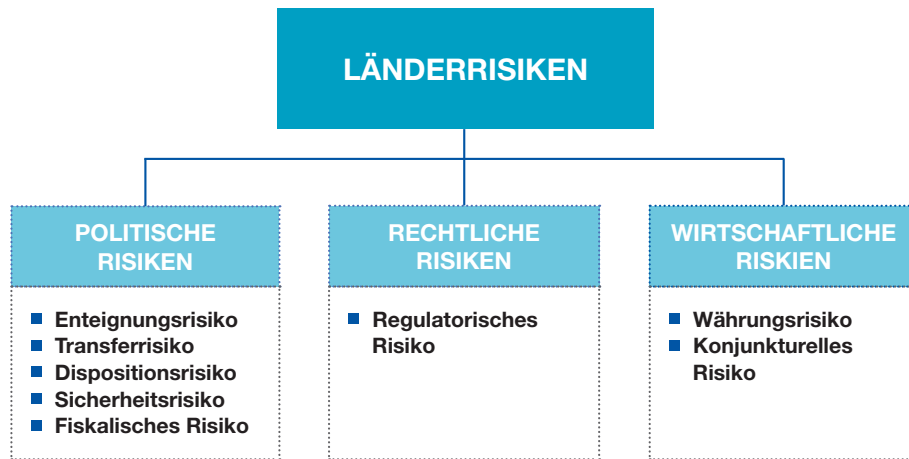 LÄNDERRISIKEN
POLITISCHE
RISIKEN
Enteignungsrisiko
Transferrisiko
Dispositionsrisiko
Sicherheitsrisiko
Fiskalisches Risiko
RECHTLICHE
RISIKEN
Regulatorisches
Risiko
WIRTSCHAFTLICHE
RISKIEN
Währungsrisiko
Konjunkturelles
Risiko